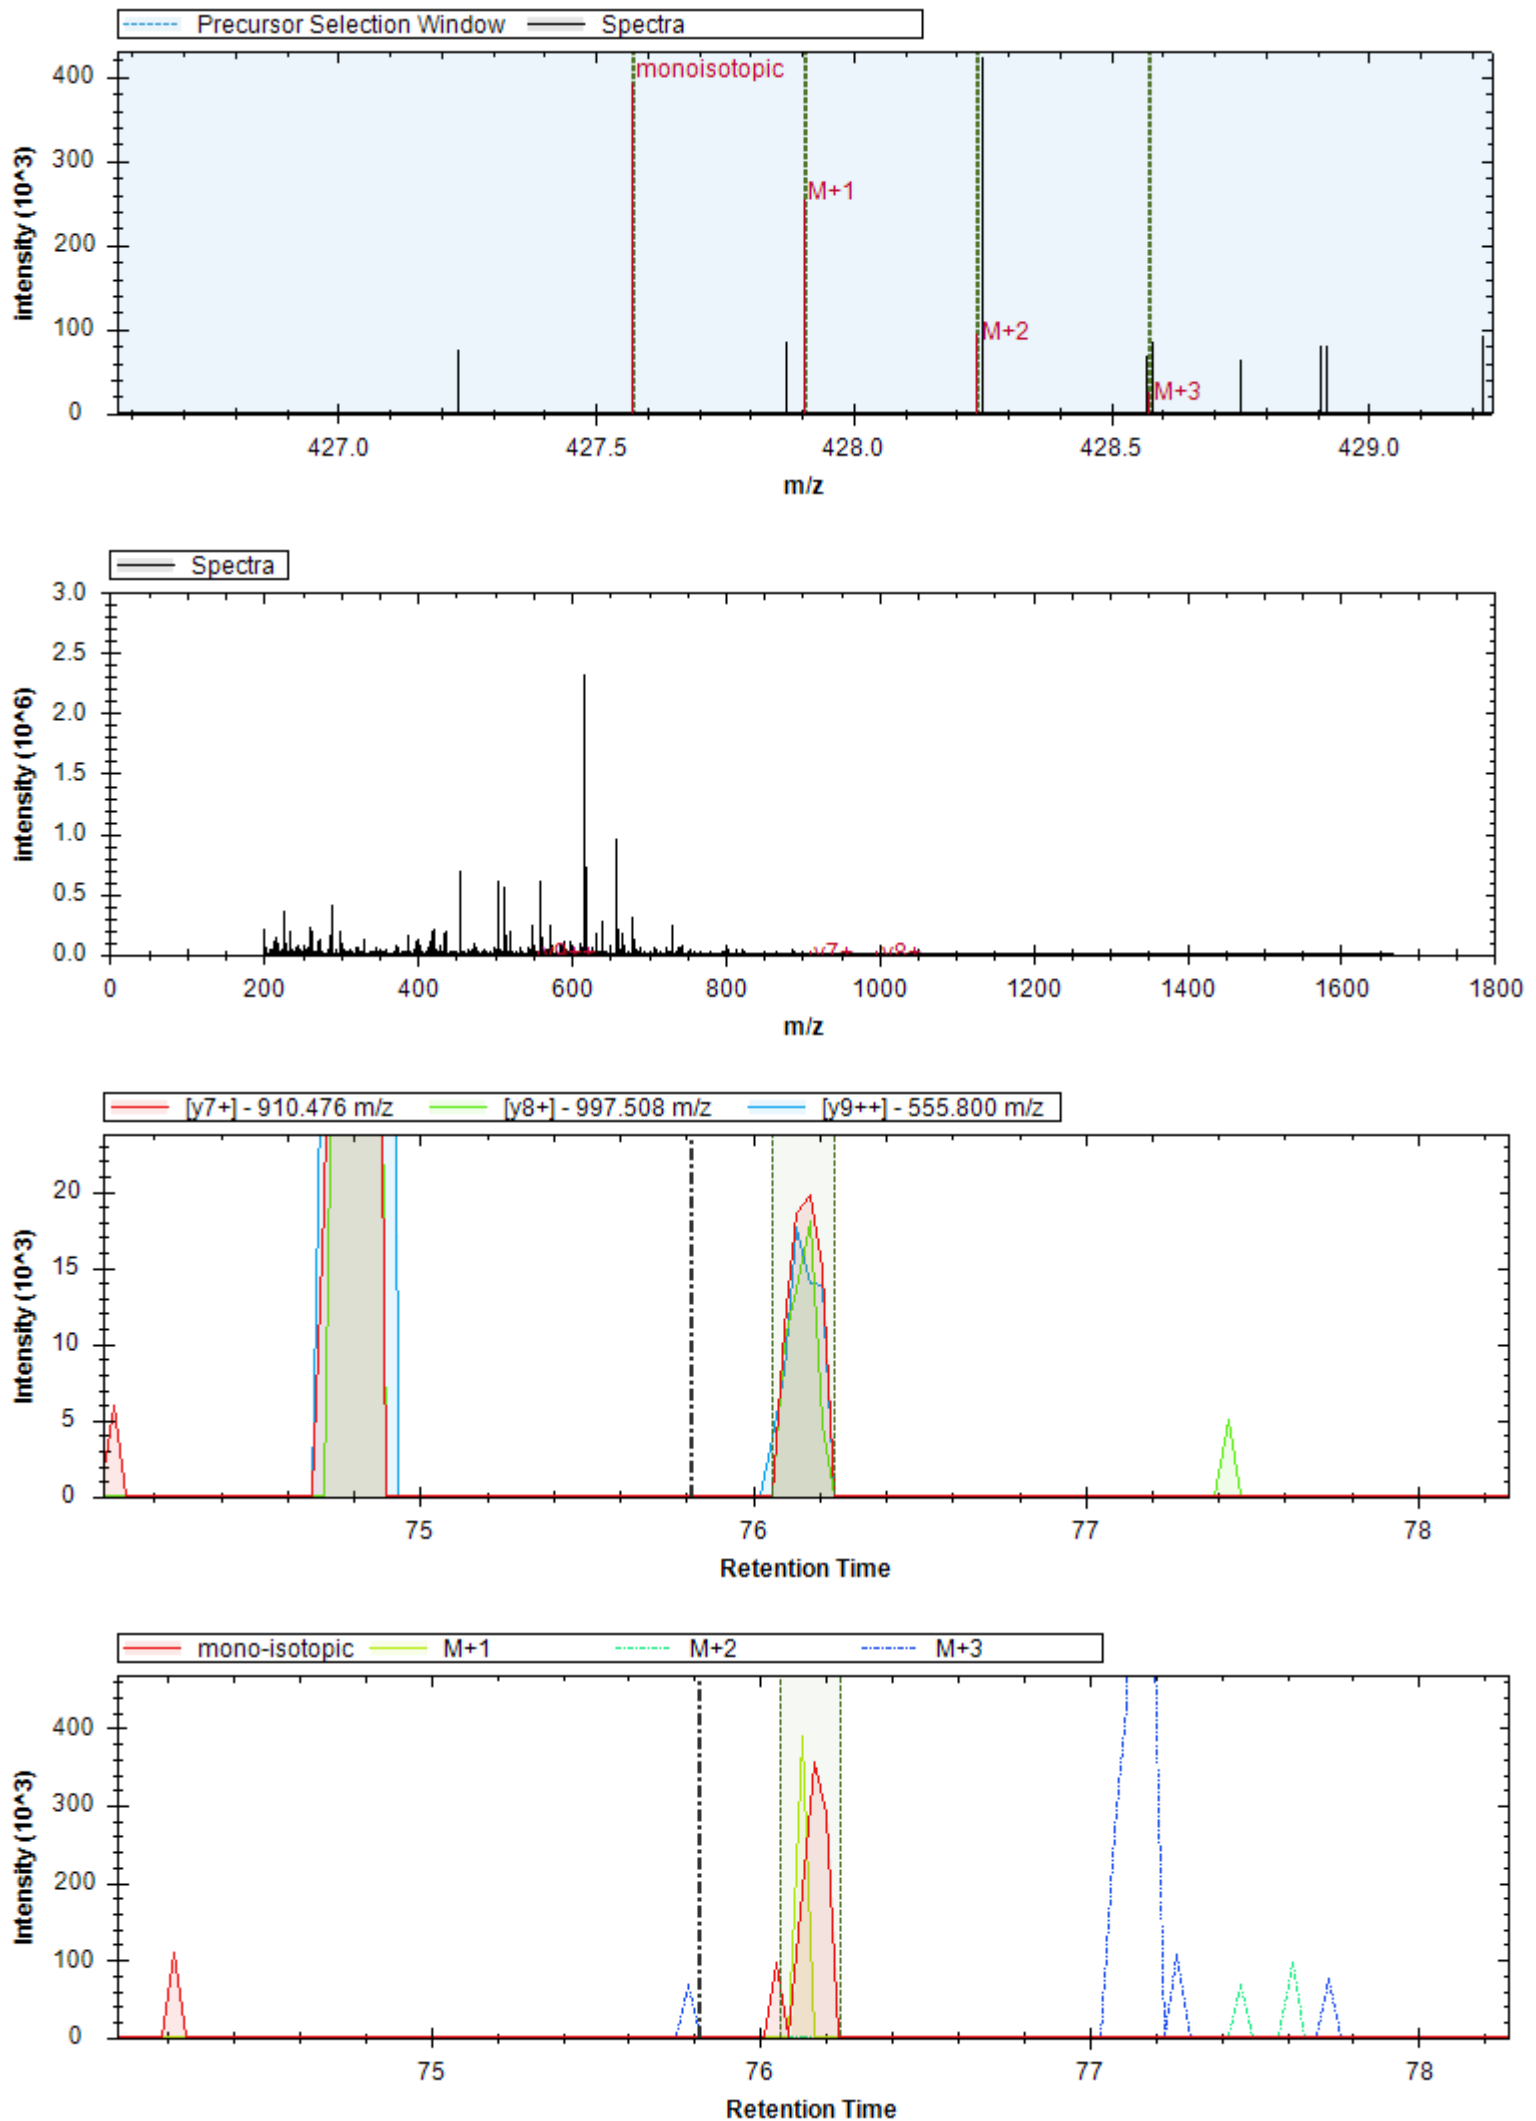 Precursor Selection Window Spectra
400
300
200
100
0
intensity (10^3)
monoisotopic
M+1
M+2
M+3
427.0 427.5 428.0 428.5 429.0
m/z
Spectra
3.0
2.5
2.0
1.5
1.0
0.5
0.0
intensity (10^6)
y7+ y8+
0 200 400 600 800 1000 1200 1400 1600 1800
m/z
[y7+] - 910.476 m/z [y8+] - 997.508 m/z [y9++] - 555.800 m/z
20
15
10
5
0
Intensity (10^3)
75 76 77 78
Retention Time
mono-isotopic M+1 M+2 M+3
400
300
200
100
0
Intensity (10^3)
75 76 77 78
Retention Time